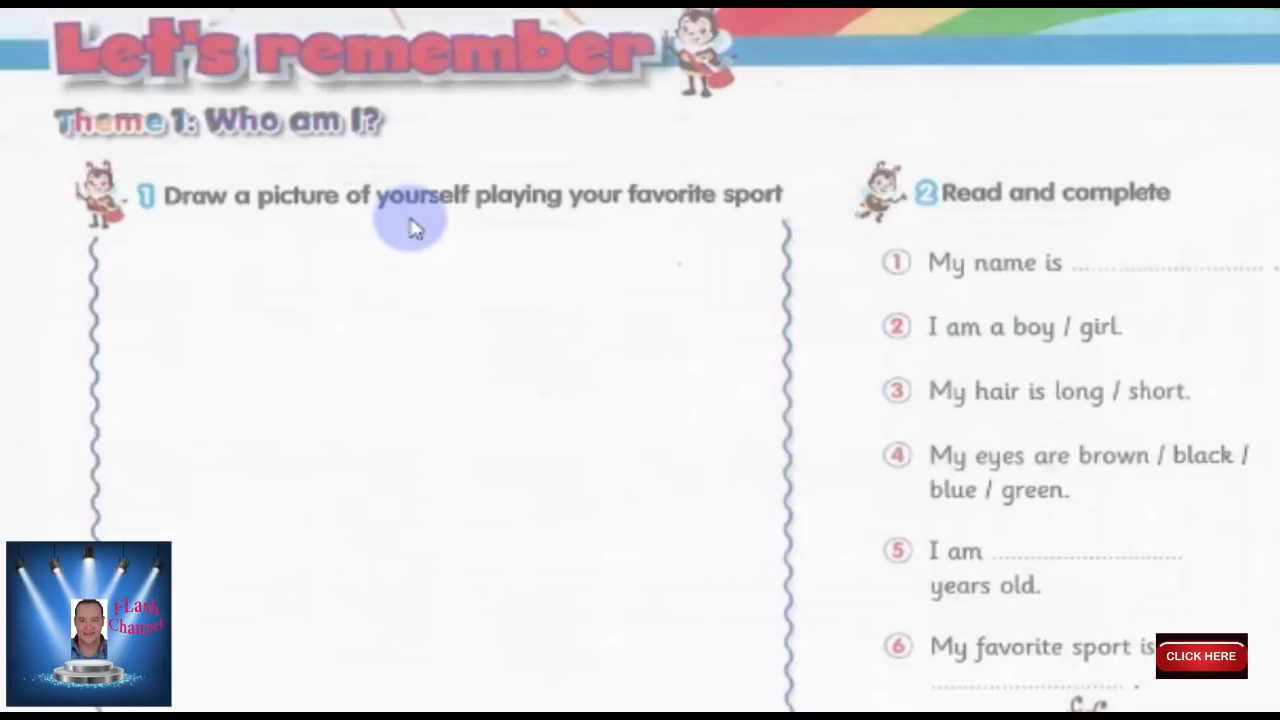 Let's remember
Theme 1: Who am I?
1 Draw a picture of yourself playing your favorite sport
2 Read and complete
1 My name is ............................ .
2 I am a boy / girl.
3 My hair is long / short.
4 My eyes are brown / black /
blue / green.
5 I am ............................
years old.
6 My favorite sport is
............................ .
FLash
Channel
CLICK HERE